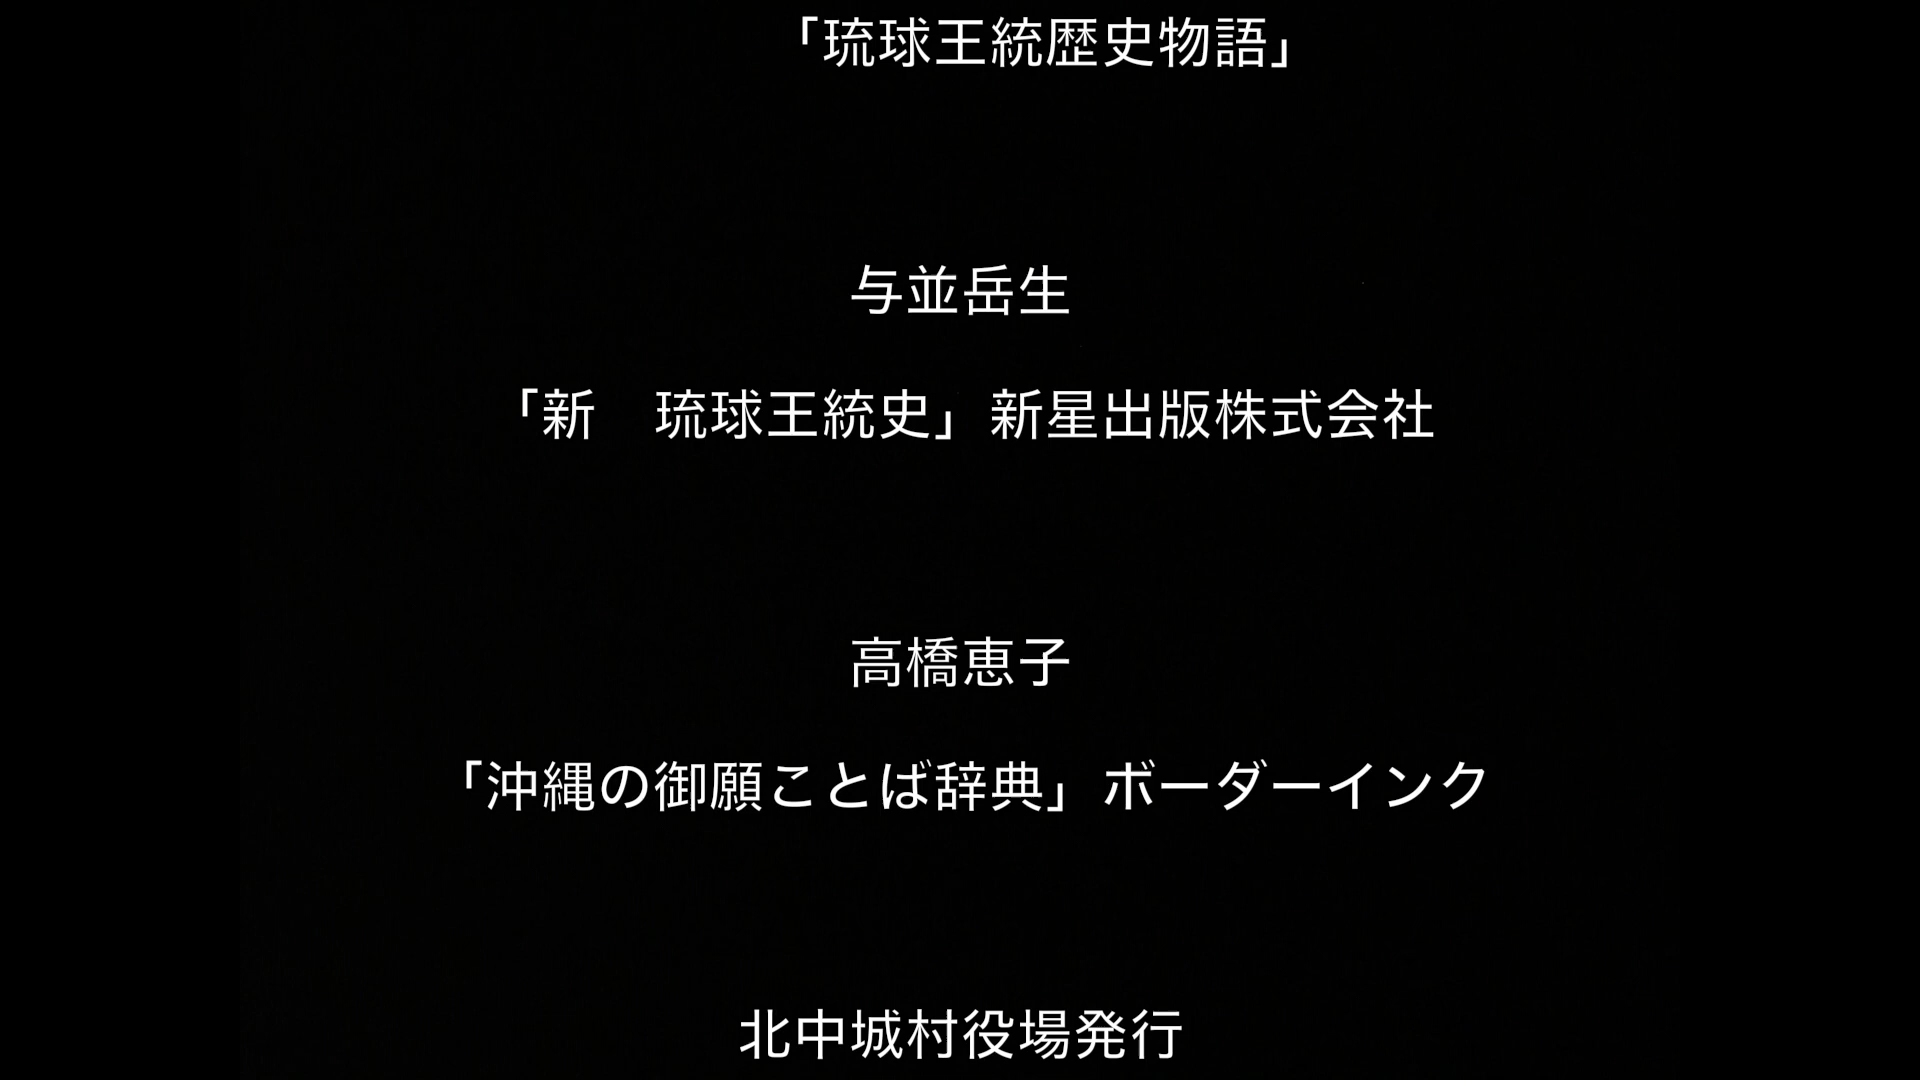 「琉球王統歴史物語」
与並岳生
「新　琉球王統史」新星出版株式会社
高橋恵子
「沖縄の御願ことば辞典」ボーダーインク
北中城村役場発行